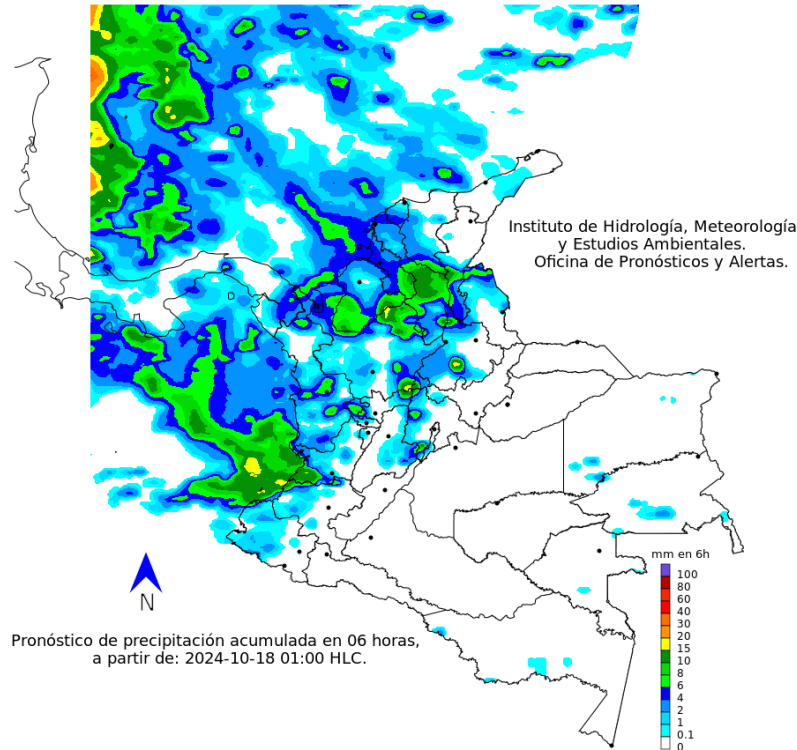 Instituto de Hidrología, Meteorología
y Estudios Ambientales.
Oficina de Pronósticos y Alertas.
mm en 6h
100
80
60
40
30
20
15
10
8
6
4
2
1
0.1
0
N
Pronóstico de precipitación acumulada en 06 horas,
a partir de: 2024-10-18 01:00 HLC.